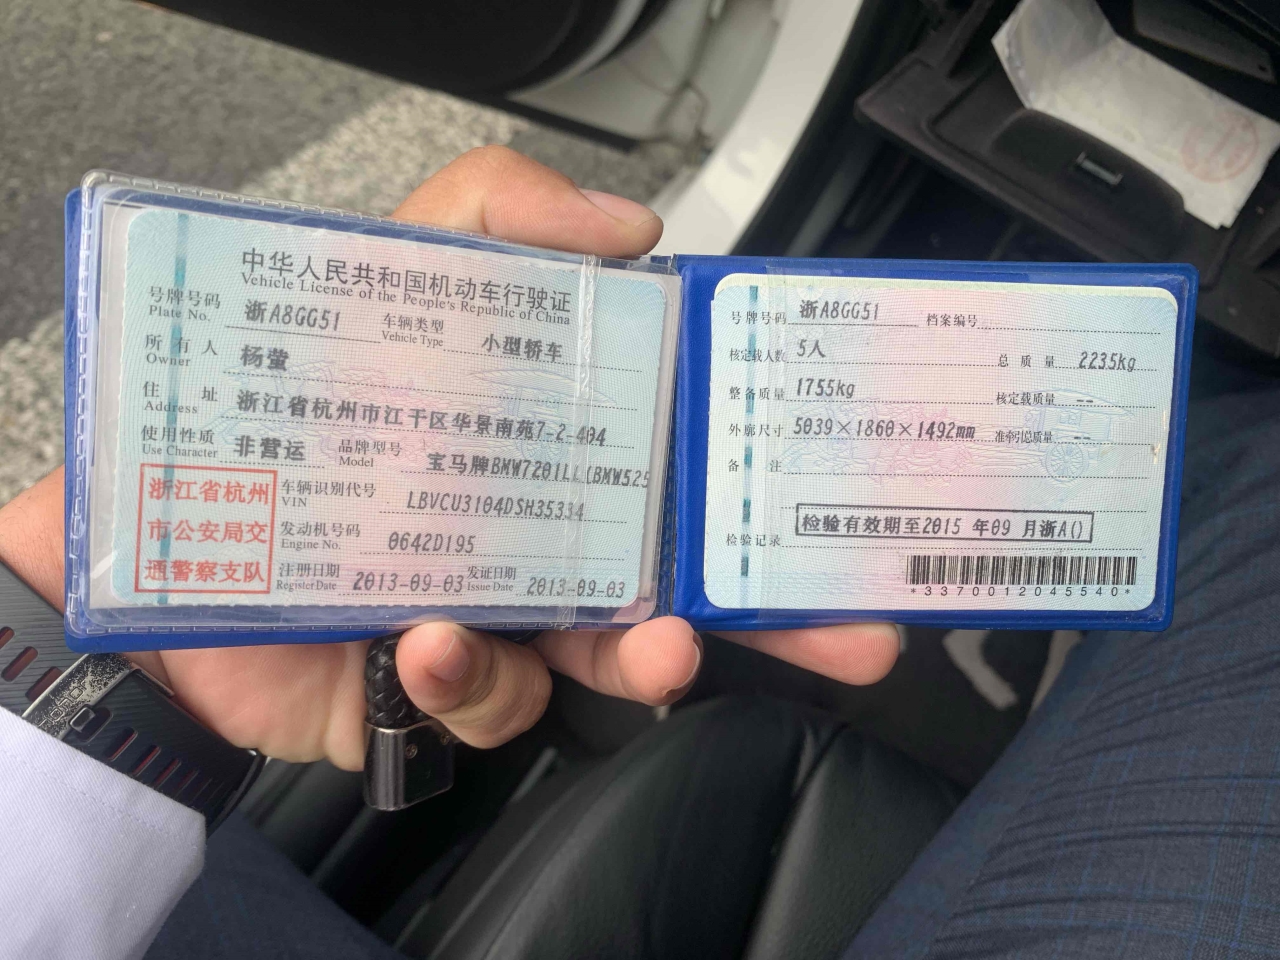 中华人民共和国机动车行驶证
Vehicle License of the People's Republic of China
号牌号码 浙A8GG51 车辆类型 小型轿车
Plate No. Vehicle Type
所有人 杨莹
Owner
住址 浙江省杭州市江干区华景南苑7-2-404
Address
使用性质 非营运 品牌型号 宝马牌BMW7201LL(BMW525
Use Character Model
浙江省杭州
市公安局交
通警察支队
车辆识别代号 LBVCU3104DSH35334
VIN
发动机号码 0642D195
Engine No.
注册日期 2013-09-03 发证日期 2013-09-03
Register Date Issue Date
号牌号码 浙A8GG51 档案编号
核定载人数 5人 总质量 2235kg
整备质量 1755kg 核定载质量 --
外廓尺寸 5039×1860×1492mm 准牵引总质量 --
备注
检验有效期至2015 年09 月浙A()
检验记录
*3370012045540*